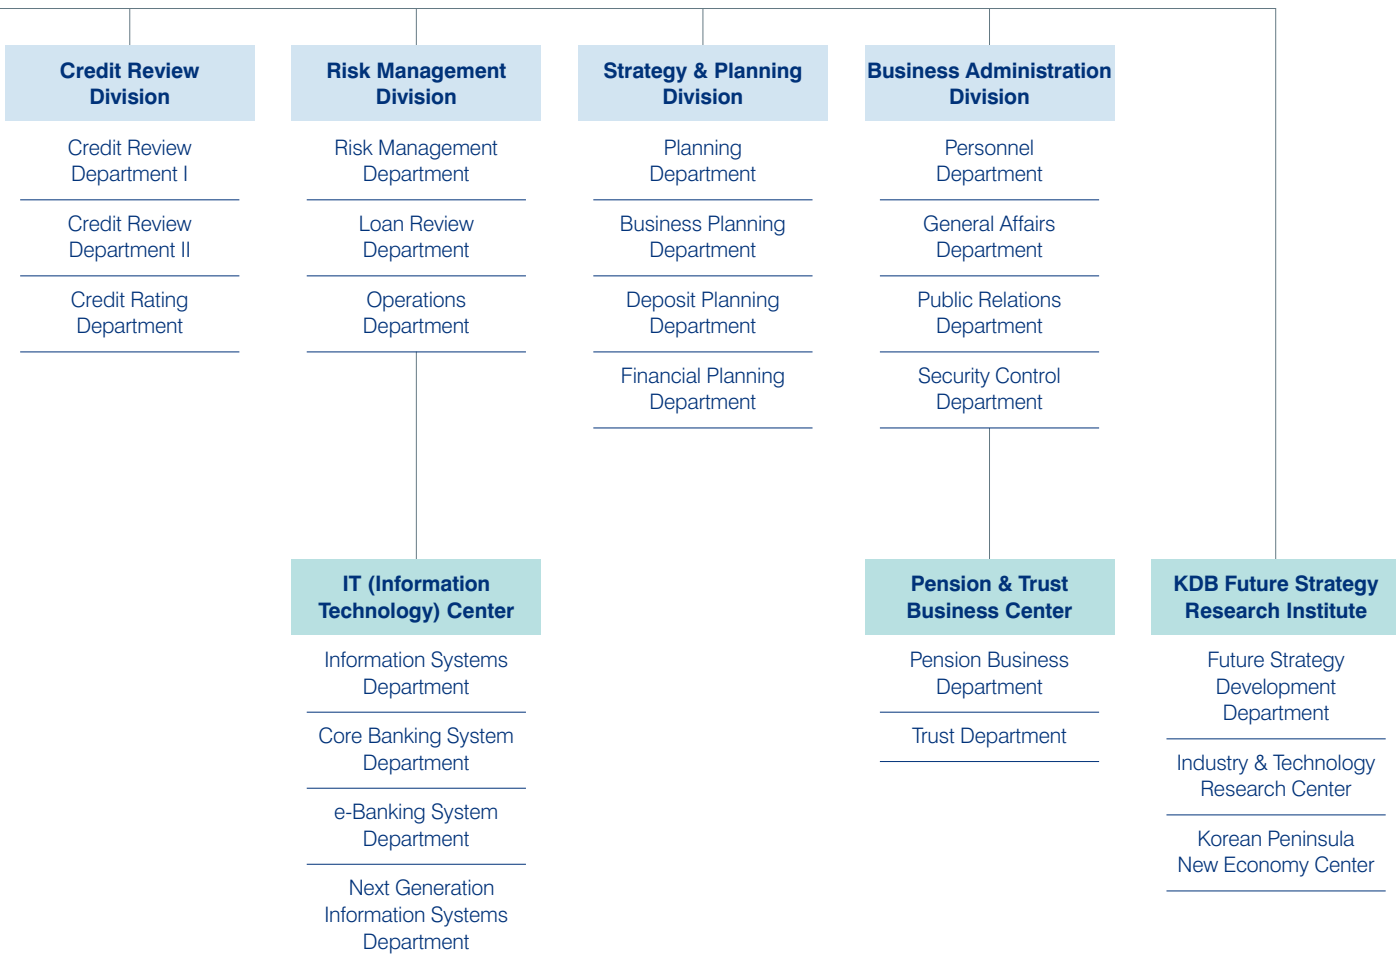 Credit Review
Division
Credit Review
Department I
Credit Review
Department II
Credit Rating
Department
Risk Management
Division
Risk Management
Department
Loan Review
Department
Operations
Department
IT (Information
Technology) Center
Information Systems
Department
Core Banking System
Department
e-Banking System
Department
Next Generation
Information Systems
Department
Strategy & Planning
Division
Planning
Department
Business Planning
Department
Deposit Planning
Department
Financial Planning
Department
Business Administration
Division
Personnel
Department
General Affairs
Department
Public Relations
Department
Security Control
Department
Pension & Trust
Business Center
Pension Business
Department
Trust Department
KDB Future Strategy
Research Institute
Future Strategy
Development
Department
Industry & Technology
Research Center
Korean Peninsula
New Economy Center